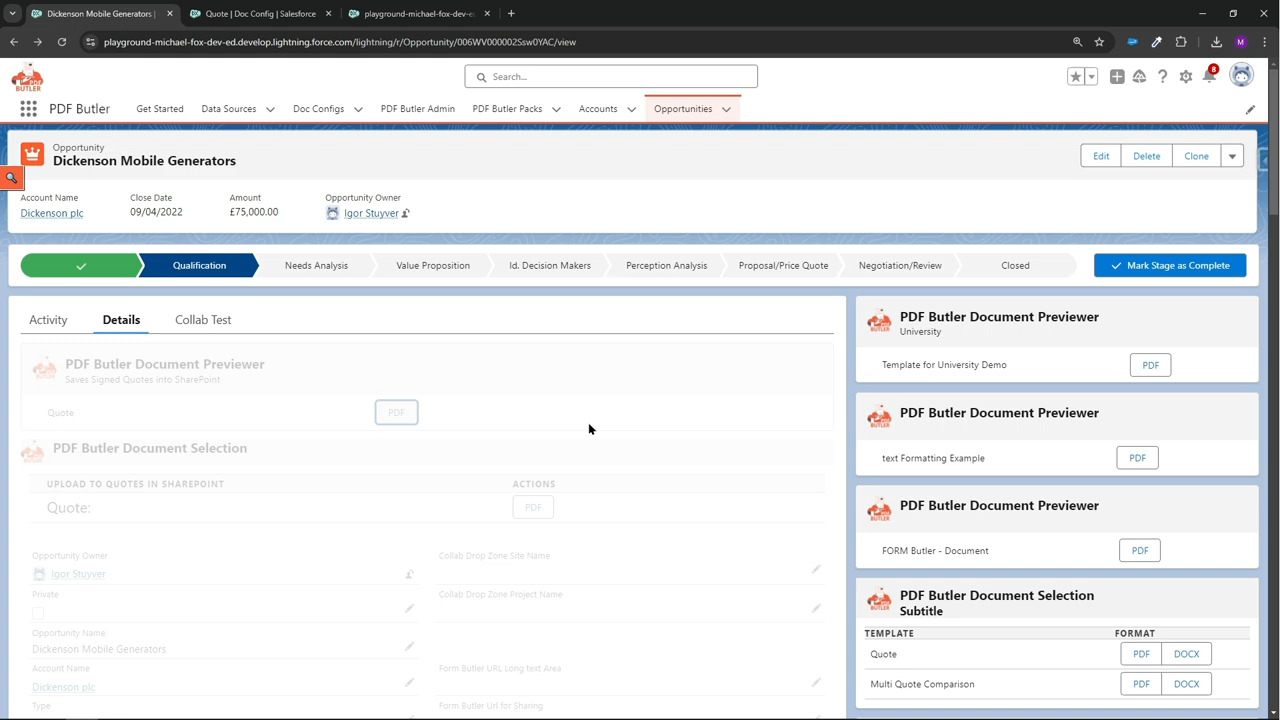 Dickenson Mobile Generators |
Quote | Doc Config | Salesforce
playground-michael-fox-dev-ed
playground-michael-fox-dev-ed.develop.lightning.force.com/lightning/r/Opportunity/006WV000002Ssw0YAC/view
M
PDF
BUTLER
Search...
8
PDF Butler
Get Started
Data Sources
Doc Configs
PDF Butler Admin
PDF Butler Packs
Accounts
Opportunities
Opportunity
Dickenson Mobile Generators
Edit
Delete
Clone
Account Name
Close Date
Amount
Opportunity Owner
Dickenson plc
09/04/2022
£75,000.00
Igor Stuyver
Qualification
Needs Analysis
Value Proposition
Id. Decision Makers
Perception Analysis
Proposal/Price Quote
Negotiation/Review
Closed
Mark Stage as Complete
Activity
Details
Collab Test
PDF Butler Document Previewer
Saves Signed Quotes into SharePoint
Quote
PDF
PDF Butler Document Selection
UPLOAD TO QUOTES IN SHAREPOINT
ACTIONS
Quote:
PDF
Opportunity Owner
Collab Drop Zone Site Name
Igor Stuyver
Private
Collab Drop Zone Project Name
Opportunity Name
Dickenson Mobile Generators
Account Name
Form Butler URL Long text Area
Dickenson plc
Type
Form Butler Url for Sharing
PDF Butler Document Previewer
University
Template for University Demo
PDF
PDF Butler Document Previewer
text Formatting Example
PDF
PDF Butler Document Previewer
FORM Butler - Document
PDF
PDF Butler Document Selection
Subtitle
TEMPLATE
FORMAT
Quote
PDF
DOCX
Multi Quote Comparison
PDF
DOCX